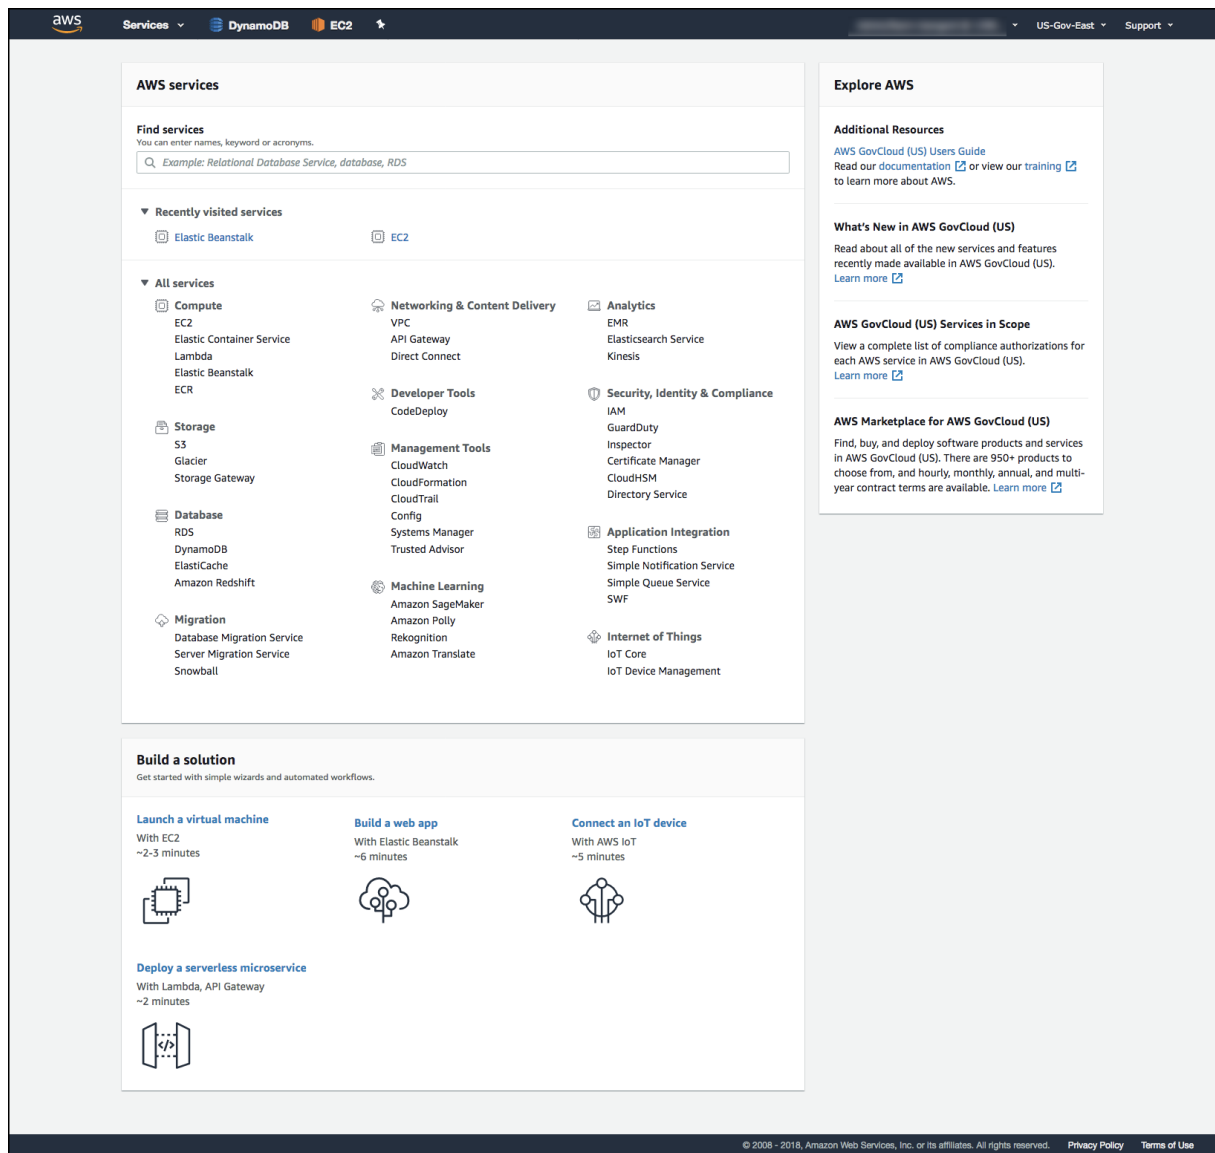 aws
Services
DynamoDB
EC2
US-Gov-East
Support
AWS services
Find services
You can enter names, keyword or acronyms.
Example: Relational Database Service, database, RDS
Recently visited services
Elastic Beanstalk
EC2
All services
Compute
EC2
Elastic Container Service
Lambda
Elastic Beanstalk
ECR
Storage
S3
Glacier
Storage Gateway
Database
RDS
DynamoDB
ElastiCache
Amazon Redshift
Migration
Database Migration Service
Server Migration Service
Snowball
Networking & Content Delivery
VPC
API Gateway
Direct Connect
Developer Tools
CodeDeploy
Management Tools
CloudWatch
CloudFormation
CloudTrail
Config
Systems Manager
Trusted Advisor
Machine Learning
Amazon SageMaker
Amazon Polly
Rekognition
Amazon Translate
Analytics
EMR
Elasticsearch Service
Kinesis
Security, Identity & Compliance
IAM
GuardDuty
Inspector
Certificate Manager
CloudHSM
Directory Service
Application Integration
Step Functions
Simple Notification Service
Simple Queue Service
SWF
Internet of Things
IoT Core
IoT Device Management
Build a solution
Get started with simple wizards and automated workflows.
Launch a virtual machine
With EC2
~2-3 minutes
Build a web app
With Elastic Beanstalk
~6 minutes
Connect an IoT device
With AWS IoT
~5 minutes
Deploy a serverless microservice
With Lambda, API Gateway
~2 minutes
Explore AWS
Additional Resources
AWS GovCloud (US) Users Guide
Read our documentation or view our training
to learn more about AWS.
What's New in AWS GovCloud (US)
Read about all of the new services and features
recently made available in AWS GovCloud (US).
Learn more
AWS GovCloud (US) Services in Scope
View a complete list of compliance authorizations for
each AWS service in AWS GovCloud (US).
Learn more
AWS Marketplace for AWS GovCloud (US)
Find, buy, and deploy software products and services
in AWS GovCloud (US). There are 950+ products to
choose from, and hourly, monthly, annual, and multi-
year contract terms are available. Learn more
© 2008 - 2018, Amazon Web Services, Inc. or its affiliates. All rights reserved.
Privacy Policy
Terms of Use